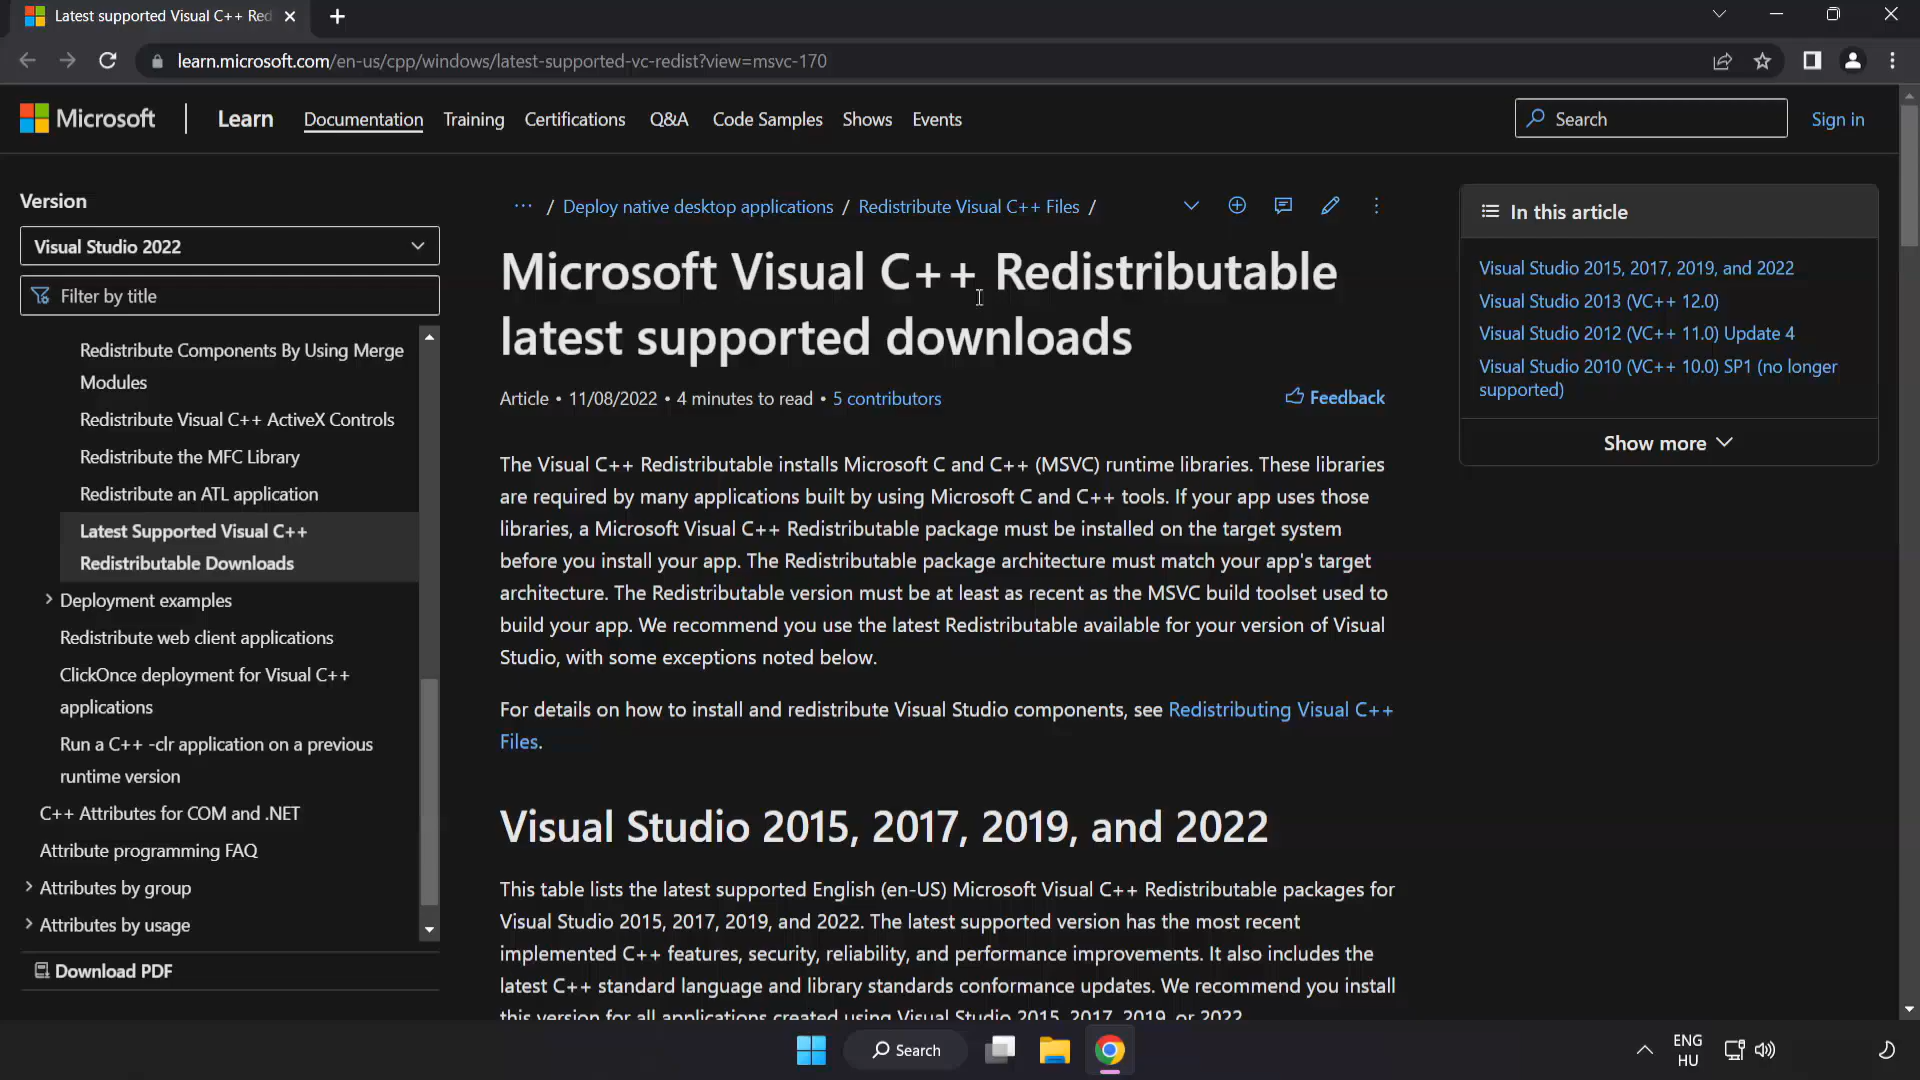 Latest supported Visual C++ Red
learn.microsoft.com/en-us/cpp/windows/latest-supported-vc-redist?view=msvc-170
Microsoft
Learn
Documentation
Training
Certifications
Q&A
Code Samples
Shows
Events
Search
Sign in
Version
Visual Studio 2022
Filter by title
Redistribute Components By Using Merge
Modules
Redistribute Visual C++ ActiveX Controls
Redistribute the MFC Library
Redistribute an ATL application
Latest Supported Visual C++
Redistributable Downloads
Deployment examples
Redistribute web client applications
ClickOnce deployment for Visual C++
applications
Run a C++ -clr application on a previous
runtime version
C++ Attributes for COM and .NET
Attribute programming FAQ
Attributes by group
Attributes by usage
Download PDF
··· / Deploy native desktop applications / Redistribute Visual C++ Files /
Microsoft Visual C++ Redistributable
latest supported downloads
Article • 11/08/2022 • 4 minutes to read • 5 contributors
Feedback
The Visual C++ Redistributable installs Microsoft C and C++ (MSVC) runtime libraries. These libraries
are required by many applications built by using Microsoft C and C++ tools. If your app uses those
libraries, a Microsoft Visual C++ Redistributable package must be installed on the target system
before you install your app. The Redistributable package architecture must match your app's target
architecture. The Redistributable version must be at least as recent as the MSVC build toolset used to
build your app. We recommend you use the latest Redistributable available for your version of Visual
Studio, with some exceptions noted below.
For details on how to install and redistribute Visual Studio components, see Redistributing Visual C++
Files.
Visual Studio 2015, 2017, 2019, and 2022
This table lists the latest supported English (en-US) Microsoft Visual C++ Redistributable packages for
Visual Studio 2015, 2017, 2019, and 2022. The latest supported version has the most recent
implemented C++ features, security, reliability, and performance improvements. It also includes the
latest C++ standard language and library standards conformance updates. We recommend you install
this version for all applications created using Visual Studio 2015, 2017, 2019, or 2022.
In this article
Visual Studio 2015, 2017, 2019, and 2022
Visual Studio 2013 (VC++ 12.0)
Visual Studio 2012 (VC++ 11.0) Update 4
Visual Studio 2010 (VC++ 10.0) SP1 (no longer
supported)
Show more
Search
ENG
HU